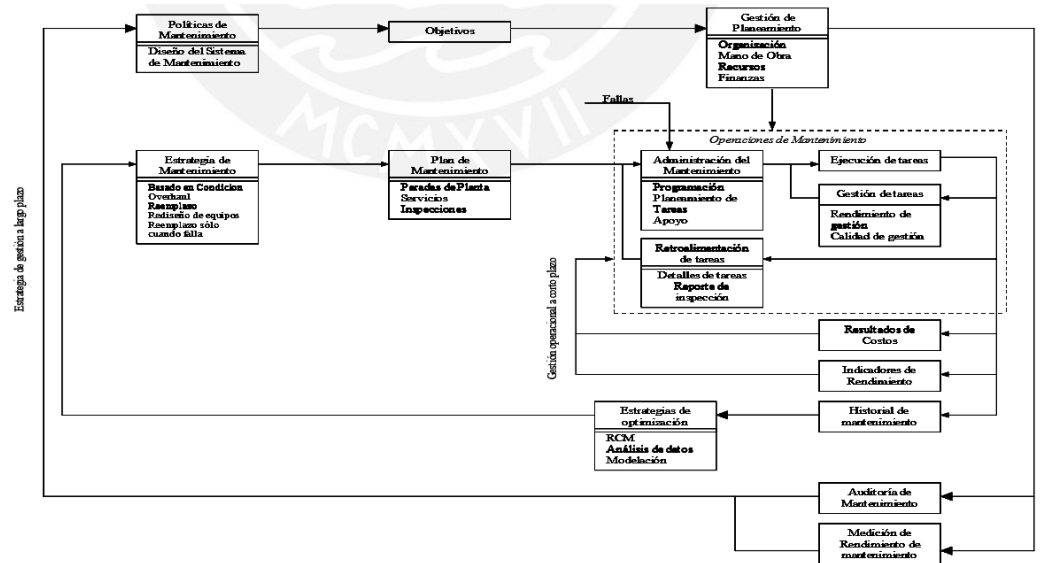 Políticas de
Mantenimiento
Diseño del Sistema
de Mantenimiento
Objetivos
Gestión de
Planeamiento
Organización
Mano de Obra
Recursos
Finanzas
MCMXVII
Fallas
Operaciones de Mantenimiento
Estrategia de
Mantenimiento
Basado en Condicion
Overhaul
Reemplazo
Rediseño de equipos
Reemplazo sólo
cuando falla
Plan de
Mantenimiento
Paradas de Planta
Servicios
Inspecciones
Administración del
Mantenimiento
Programación
Planeamiento de
Tareas
Apoyo
Ejecución de tareas
Gestión de tareas
Rendimiento de
gestión
Calidad de gestión
Retroalimentación
de tareas
Detalles de tareas
Reporte de
inspección
Estrategia de gestión a largo plazo
Gestión operacional a corto plazo
Resultados de
Costos
Indicadores de
Rendimiento
Estrategias de
optimización
RCM
Análisis de datos
Modelación
Historial de
mantenimiento
Auditoría de
Mantenimiento
Medición de
Rendimiento de
mantenimiento